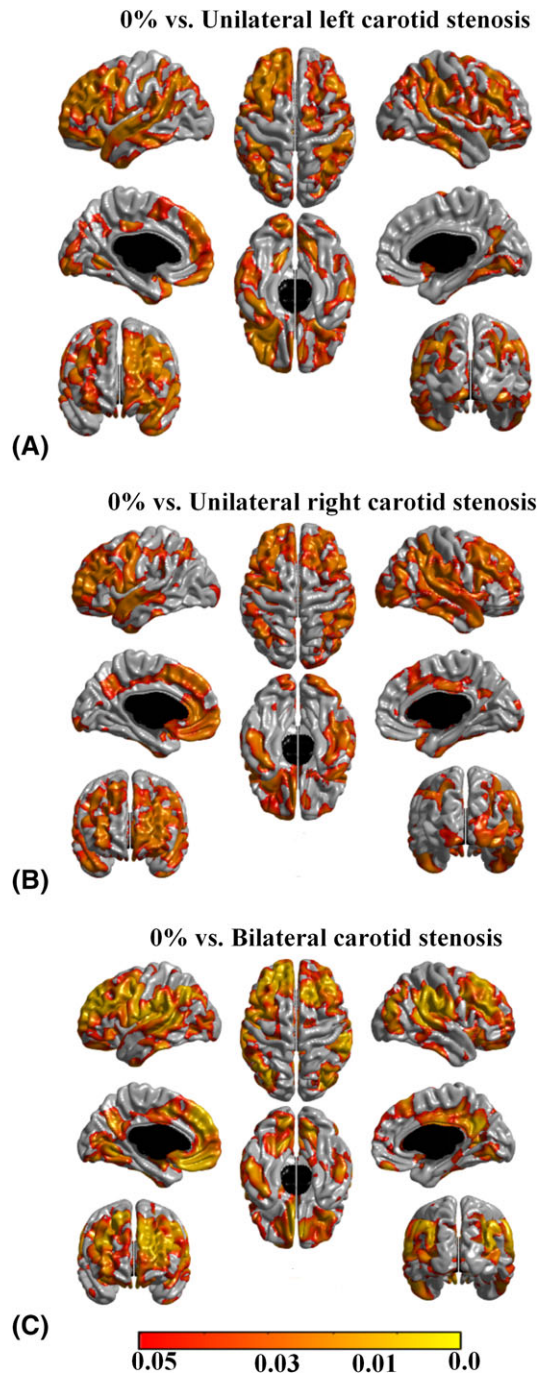 0% vs. Unilateral left carotid stenosis
(A)
0% vs. Unilateral right carotid stenosis
(B)
0% vs. Bilateral carotid stenosis
(C)
0.05 0.03 0.01 0.0